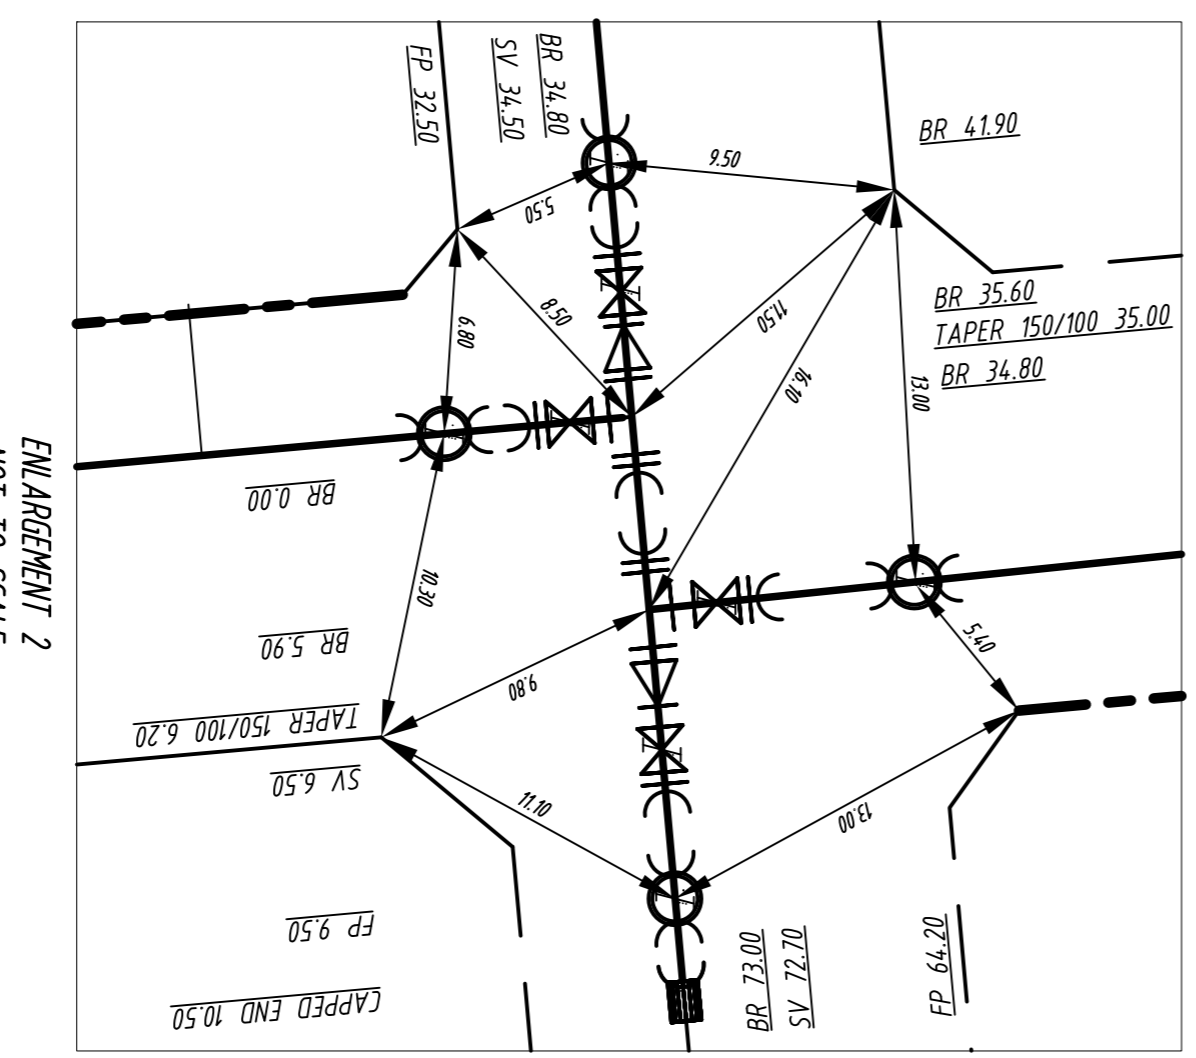 BR 34.80
SV 34.50
FP 32.50
BR 41.90
9.50
5.50
8.50
6.80
11.50
16.10
13.00
BR 35.60
TAPER 150/100 35.00
BR 34.80
BR 0.00
10.30
BR 5.90
9.80
TAPER 150/100 6.20
SV 6.50
11.10
5.40
13.00
FP 9.50
CAPPED END 10.50
BR 73.00
SV 72.70
FP 64.20
ENLARGEMENT 2